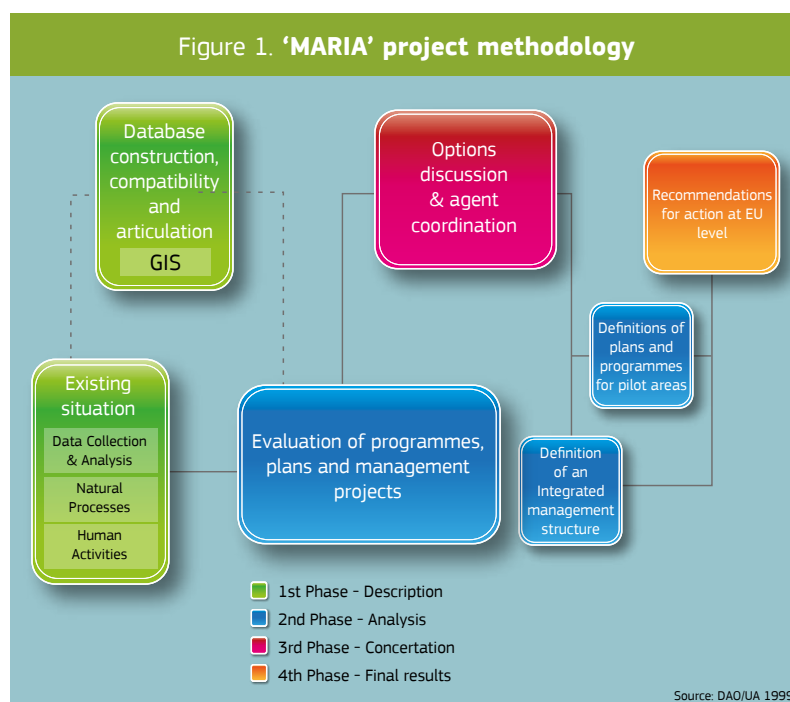 Figure 1. 'MARIA' project methodology
Database
construction,
compatibility
and
articulation
GIS
Options
discussion
& agent
coordination
Recommendations
for action at EU
level
Definitions of
plans and
programmes
for pilot areas
Existing
situation
Data Collection
& Analysis
Natural
Processes
Human
Activities
Evaluation of programmes,
plans and management
projects
Definition
of an
Integrated
management
structure
1st Phase - Description
2nd Phase - Analysis
3rd Phase - Concertation
4th Phase - Final results
Source: DAO/UA 1999